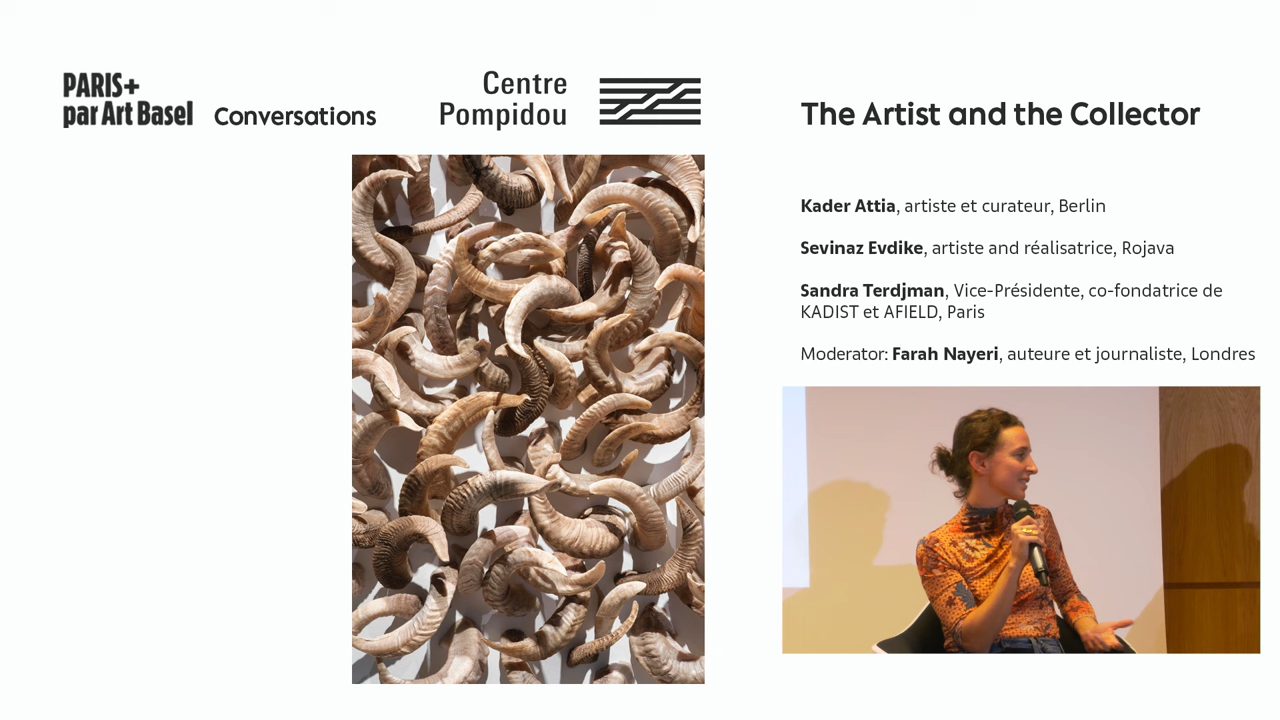 PARIS+
par Art Basel
Conversations
Centre
Pompidou
The Artist and the Collector
Kader Attia, artiste et curateur, Berlin
Sevinaz Evdike, artiste and réalisatrice, Rojava
Sandra Terdjman, Vice-Présidente, co-fondatrice de
KADIST et AFIELD, Paris
Moderator: Farah Nayeri, auteure et journaliste, Londres